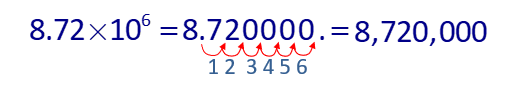 8.72×10⁶ = 8.720000. = 8,720,000
1 2 3 4 5 6